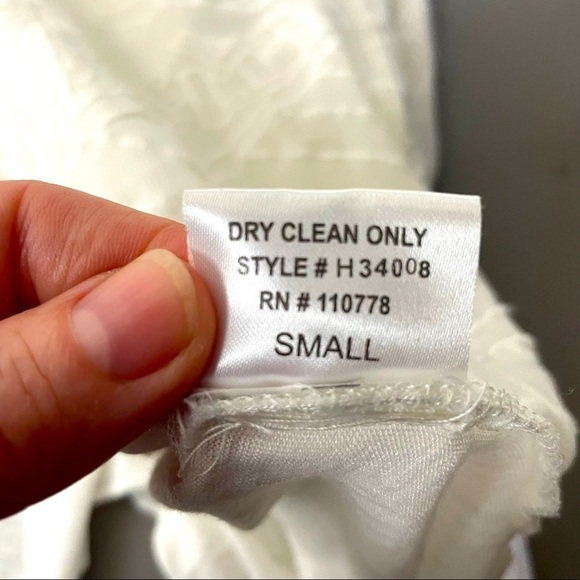 DRY CLEAN ONLY
STYLE # H34008
RN # 110778
SMALL